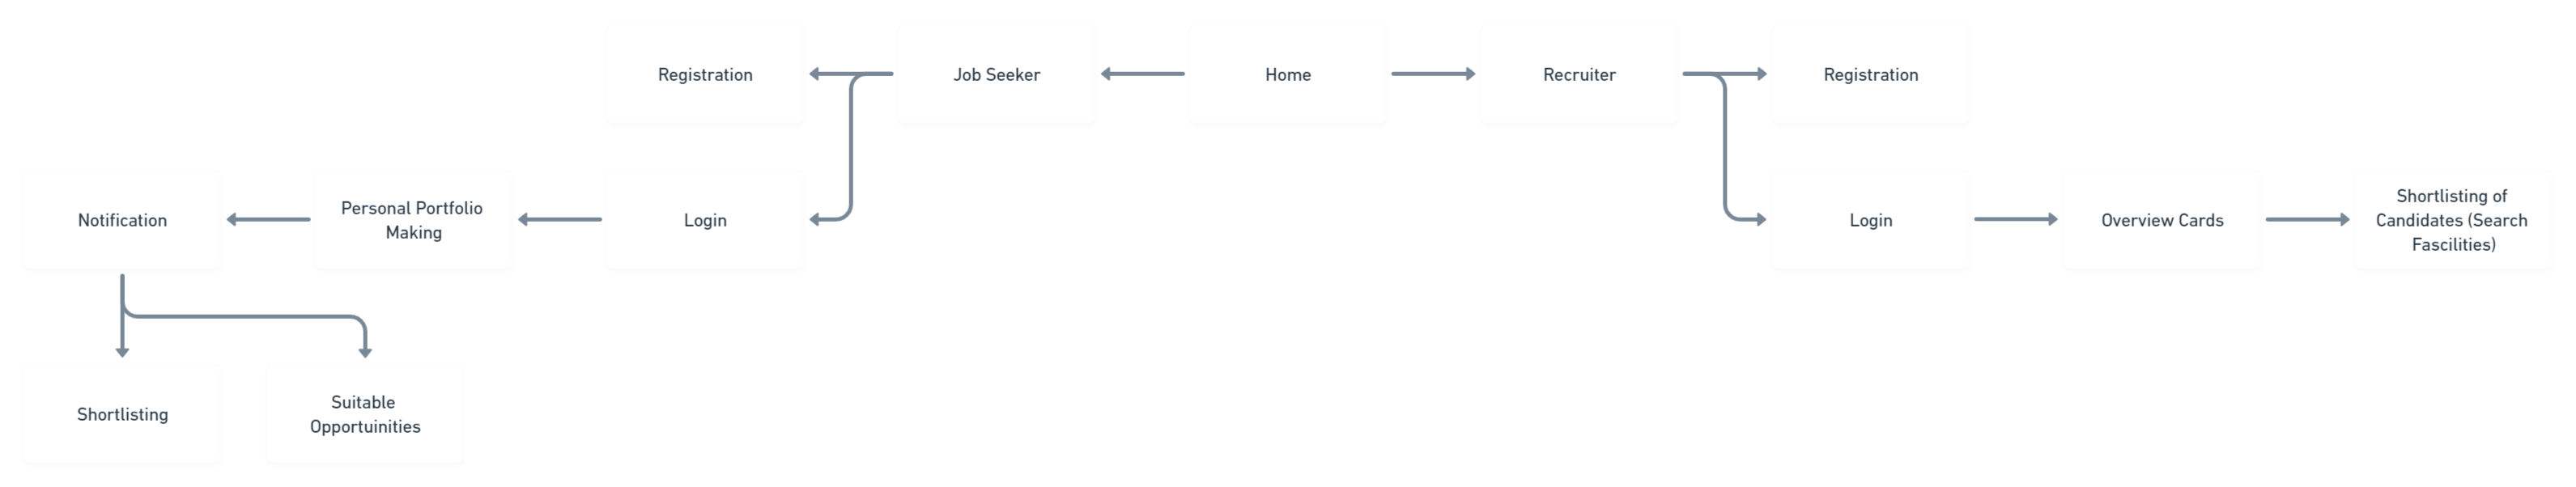 Registration
Job Seeker
Home
Recruiter
Registration
Notification
Personal Portfolio
Making
Login
Login
Overview Cards
Shortlisting of
Candidates (Search
Fascilities)
Shortlisting
Suitable
Opportuinities